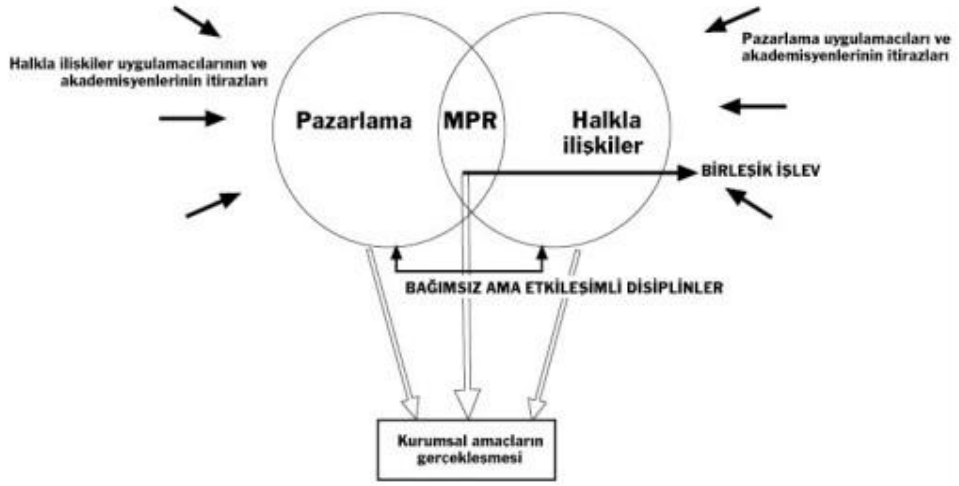 Halkla ilişkiler uygulamacılarının ve
akademisyenlerinin itirazları
Pazarlama
MPR
Halkla
ilişkiler
Pazarlama uygulamacıları ve
akademisyenlerinin itirazları
BİRLEŞİK İŞLEV
BAĞIMSIZ AMA ETKİLEŞİMLİ DİSİPLİNLER
Kurumsal amaçların
gerçekleşmesi